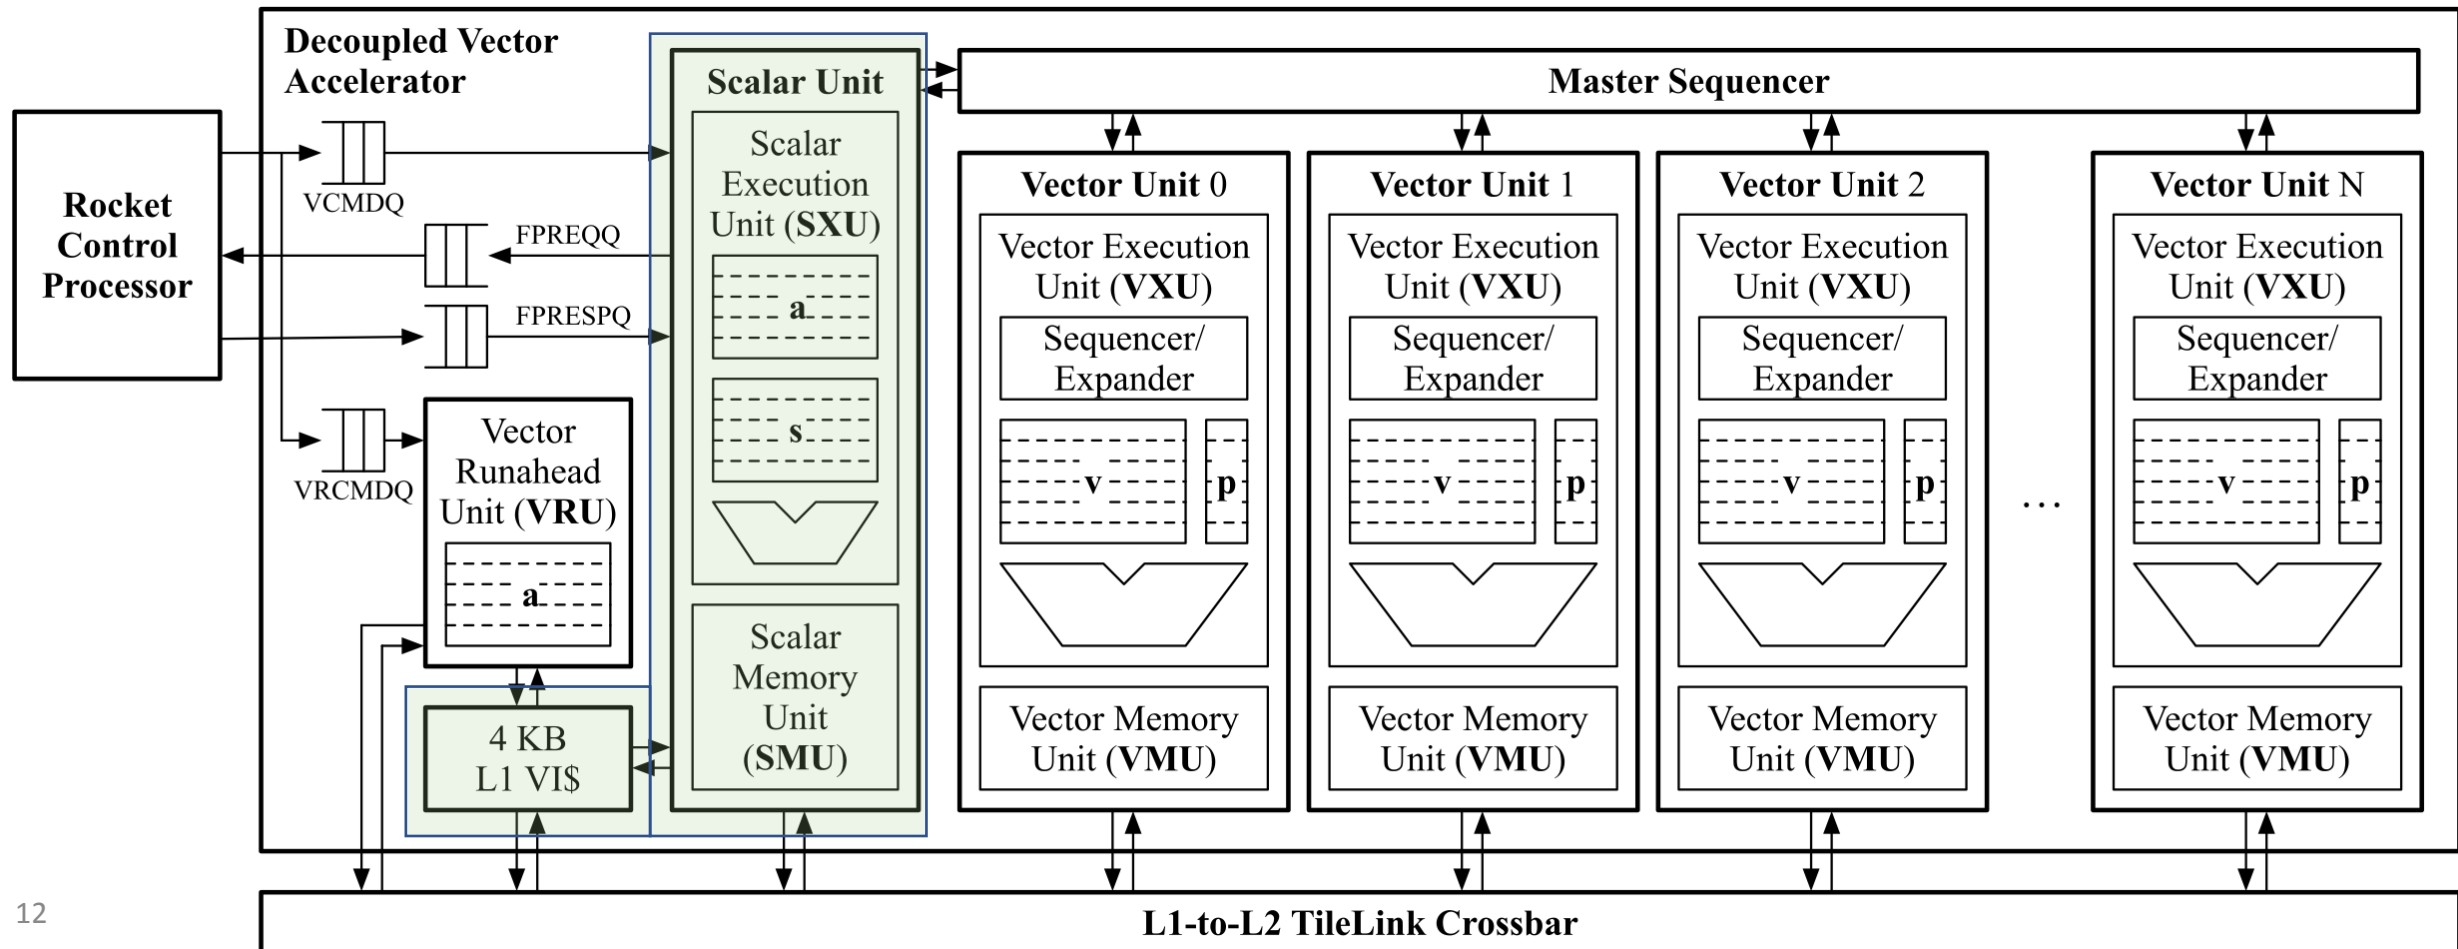 Decoupled Vector
Accelerator
Rocket
Control
Processor
VCMDQ
FPREQQ
FPRESPQ
VRCMDQ
Vector
Runahead
Unit (VRU)
a
4 KB
L1 VI$
Scalar Unit
Scalar
Execution
Unit (SXU)
a
s
Scalar
Memory
Unit
(SMU)
Master Sequencer
Vector Unit 0
Vector Execution
Unit (VXU)
Sequencer/
Expander
v
p
Vector Memory
Unit (VMU)
Vector Unit 1
Vector Execution
Unit (VXU)
Sequencer/
Expander
v
p
Vector Memory
Unit (VMU)
Vector Unit 2
Vector Execution
Unit (VXU)
Sequencer/
Expander
v
p
Vector Memory
Unit (VMU)
...
Vector Unit N
Vector Execution
Unit (VXU)
Sequencer/
Expander
v
p
Vector Memory
Unit (VMU)
L1-to-L2 TileLink Crossbar
12